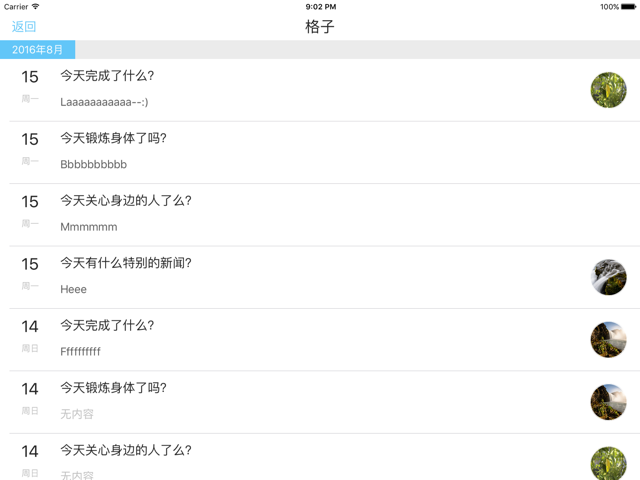 Carrier 9:02 PM 100%
返回 格子
2016年8月
15 今天完成了什么?
周一 Laaaaaaaaaaa--:)
15 今天锻炼身体了吗?
周一 Bbbbbbbbbb
15 今天关心身边的人了么?
周一 Mmmmmm
15 今天有什么特别的新闻?
周一 Heee
14 今天完成了什么?
周日 Fffffffff
14 今天锻炼身体了吗?
周日 无内容
14 今天关心身边的人了么?
周日 无内容